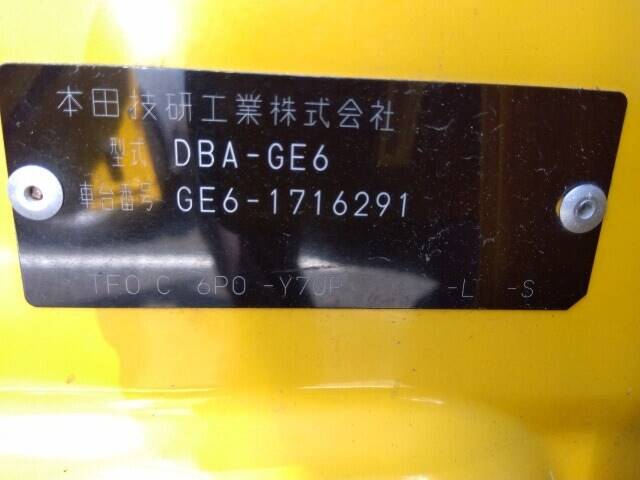 本田技研工業株式会社
型式 DBA-GE6
車台番号 GE6-1716291
TFO C 6P0 -Y70P -L -S